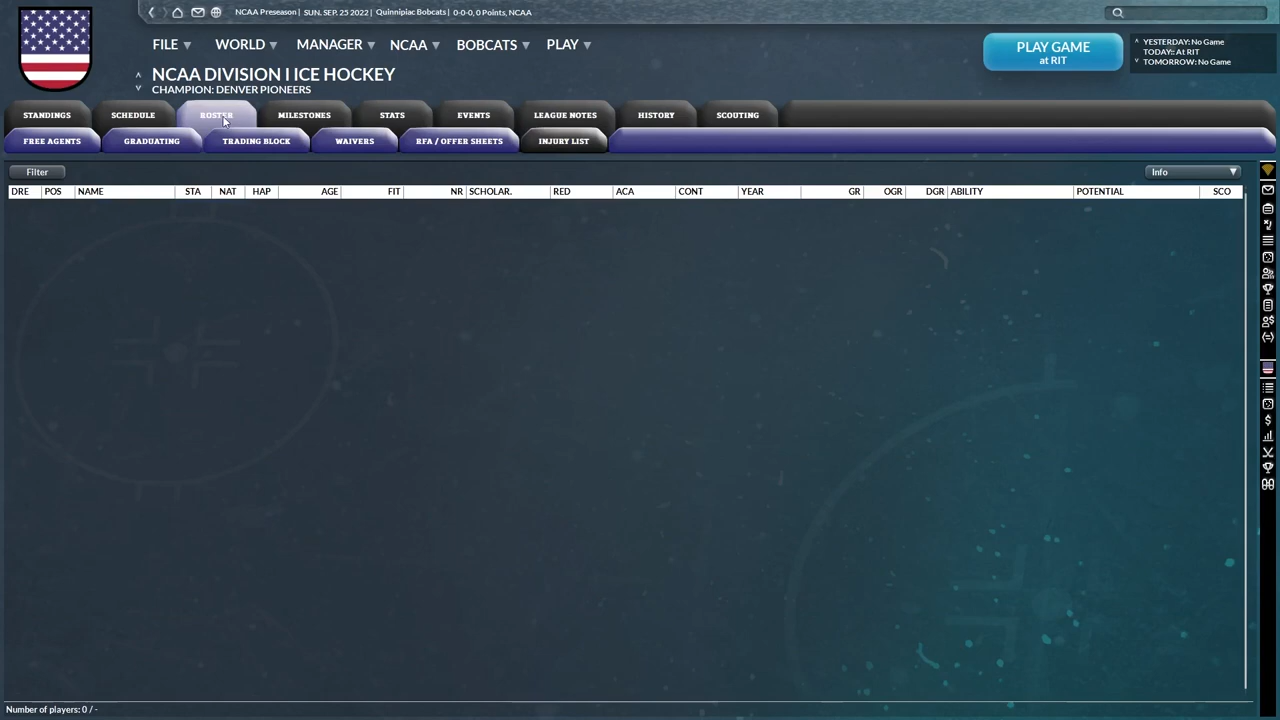 NCAA Preseason | SUN. SEP. 25 2022 | Quinnipiac Bobcats | 0-0-0, 0 Points, NCAA
FILE WORLD MANAGER NCAA BOBCATS PLAY
PLAY GAME
at RIT
YESTERDAY: No Game
TODAY:: At RIT
TOMORROW: No Game
NCAA DIVISION I ICE HOCKEY
CHAMPION: DENVER PIONEERS
STANDINGS SCHEDULE ROSTER MILESTONES STATS EVENTS LEAGUE NOTES HISTORY SCOUTING
FREE AGENTS GRADUATING TRADING BLOCK WAIVERS RFA / OFFER SHEETS INJURY LIST
Filter Info
DRE POS NAME STA NAT HAP AGE FIT NR SCHOLAR. RED ACA CONT YEAR GR OGR DGR ABILITY POTENTIAL SCO
Number of players: 0 / -